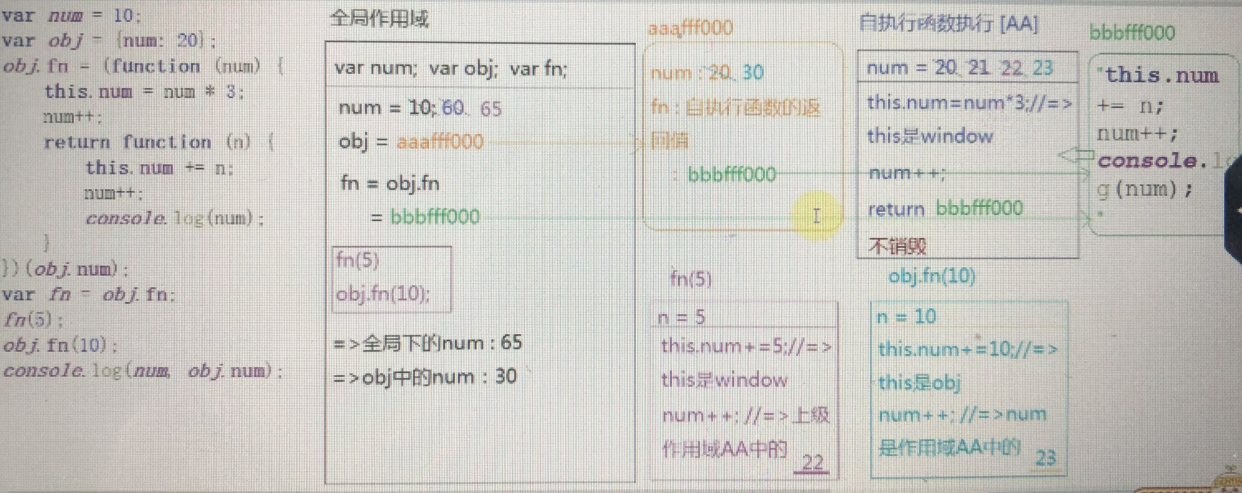 var num = 10;
var obj = {num: 20};
obj.fn = (function (num) {
this.num = num * 3;
num++;
return function (n) {
this.num += n;
num++;
console.log(num);
}
})(obj.num);
var fn = obj.fn;
fn(5);
obj.fn(10);
console.log(num, obj.num);
全局作用域
var num; var obj; var fn;
num = 10; 60 65
obj = aaafff000
fn = obj.fn
= bbbfff000
fn(5)
obj.fn(10);
=>全局下的num : 65
=>obj中的num : 30
aaafff000
num : 20 30
fn : 自执行函数的返
回值
: bbbfff000
自执行函数执行 [AA]
num = 20 21 22 23
this.num=num*3;//=>
this是window
num++;
return bbbfff000
不销毁
bbbfff000
"this.num
+= n;
num++;
console.lo
g(num);
"
fn(5)
n = 5
this.num+=5;//=>
this是window
num++; //=>上级
作用域AA中的 22
obj.fn(10)
n = 10
this.num+=10;//=>
this是obj
num++; //=>num
是作用域AA中的 23